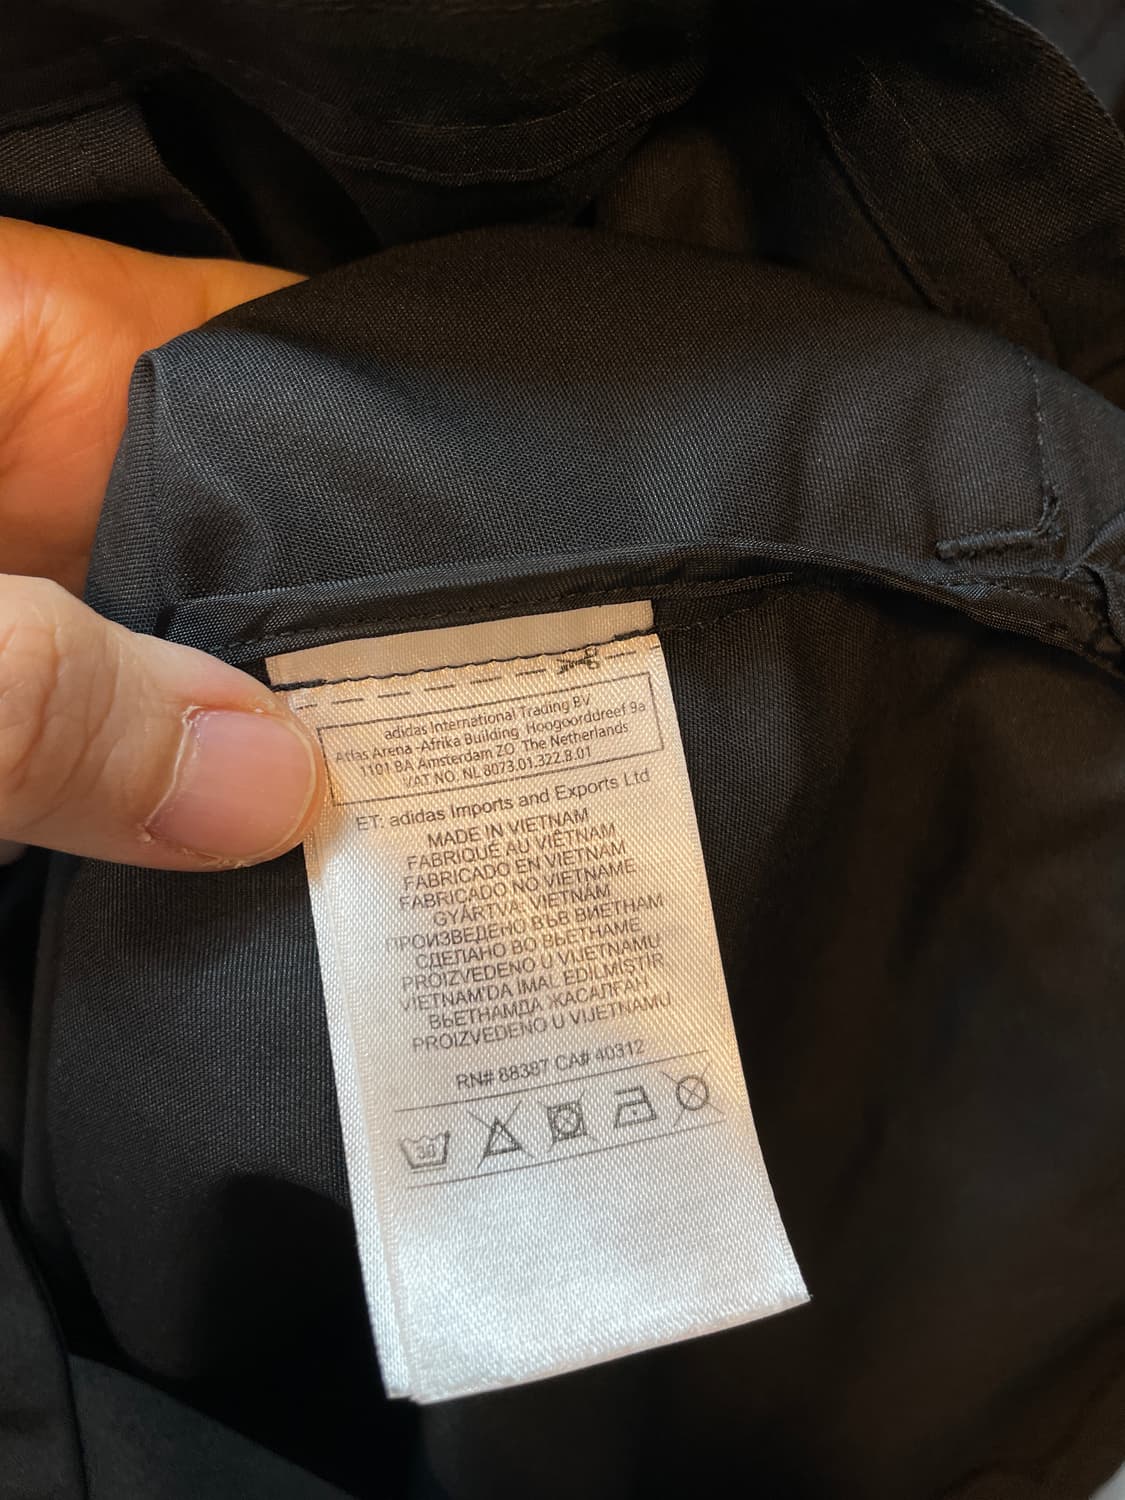 adidas International Trading BV
Atlas Arena -Afrika Building Hoogoorddreef 9a
1101 BA Amsterdam ZO The Netherlands
VAT NO. NL 8073.01.322.B.01
ET: adidas Imports and Exports Ltd
MADE IN VIETNAM
FABRIQUÉ AU VIÊTNAM
FABRICADO EN VIETNAM
FABRICADO NO VIETNAME
GYÁRTVA: VIETNÁM
ПРОИЗВЕДЕНО ВЪВ ВИЕТНАМ
СДЕЛАНО ВО ВЬЕТНАМЕ
PROIZVEDENO U VIJETNAMU
VIETNAM'DA İMAL EDİLMİŞTİR
ВЬЕТНАМДА ЖАСАЛҒАН
PROIZVEDENO U VIJETNAMU
RN# 88387 CA# 40312
30